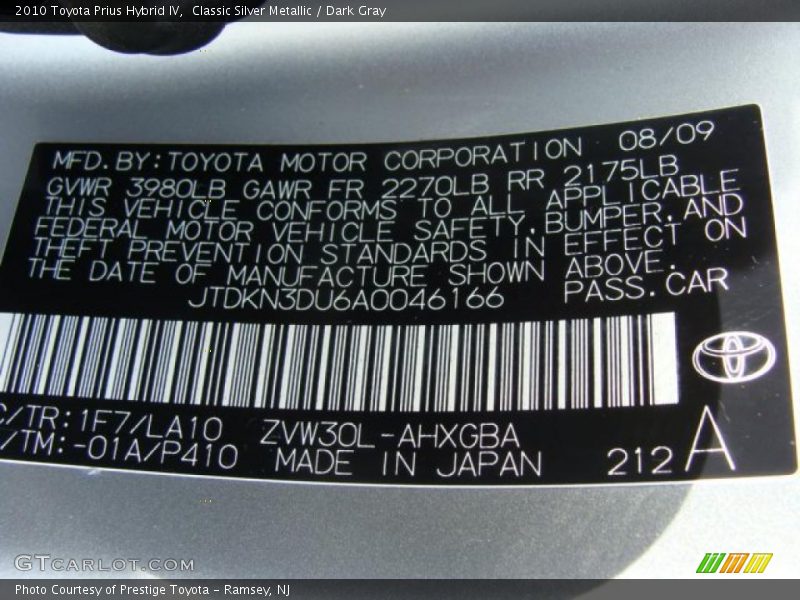 2010 Toyota Prius Hybrid IV,  Classic Silver Metallic / Dark Gray
MFD. BY: TOYOTA MOTOR CORPORATION 08/09
GVWR 3980LB GAWR FR 2270LB RR 2175LB
THIS VEHICLE CONFORMS TO ALL APPLICABLE
FEDERAL MOTOR VEHICLE SAFETY, BUMPER, AND
THEFT PREVENTION STANDARDS IN EFFECT ON
THE DATE OF MANUFACTURE SHOWN ABOVE.
JTDKN3DU6A0046166 PASS. CAR
C/TR: 1F7/LA10 ZVW30L-AHXGBA
/TM: -01A/P410 MADE IN JAPAN 212 A
GTCARLOT.COM
Photo Courtesy of Prestige Toyota - Ramsey, NJ